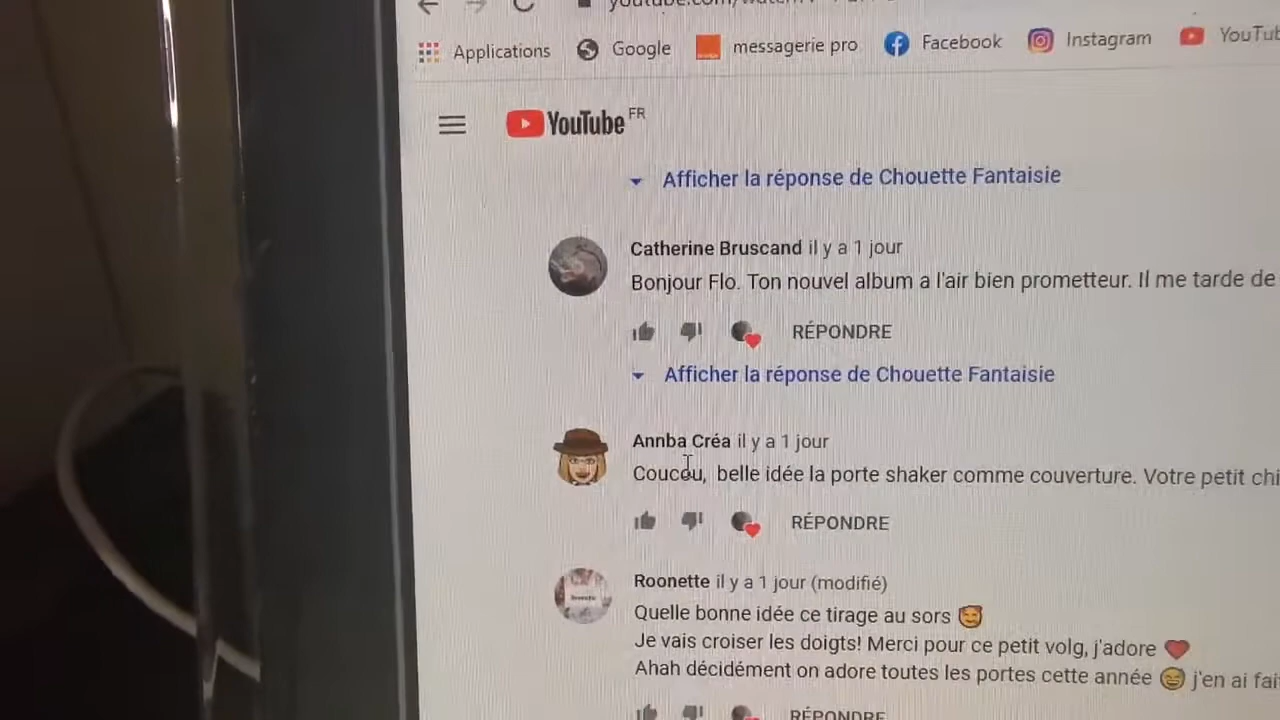 Applications Google messagerie pro Facebook Instagram
YouTube FR
Afficher la réponse de Chouette Fantaisie
Catherine Bruscand il y a 1 jour
Bonjour Flo. Ton nouvel album a l'air bien prometteur. Il me tarde de
RÉPONDRE
Afficher la réponse de Chouette Fantaisie
Annba Créa il y a 1 jour
Coucou, belle idée la porte shaker comme couverture. Votre petit
RÉPONDRE
Roonette il y a 1 jour (modifié)
Quelle bonne idée ce tirage au sors
Je vais croiser les doigts! Merci pour ce petit volg, j'adore
Ahah décidément on adore toutes les portes cette année j'en ai
RÉPONDRE